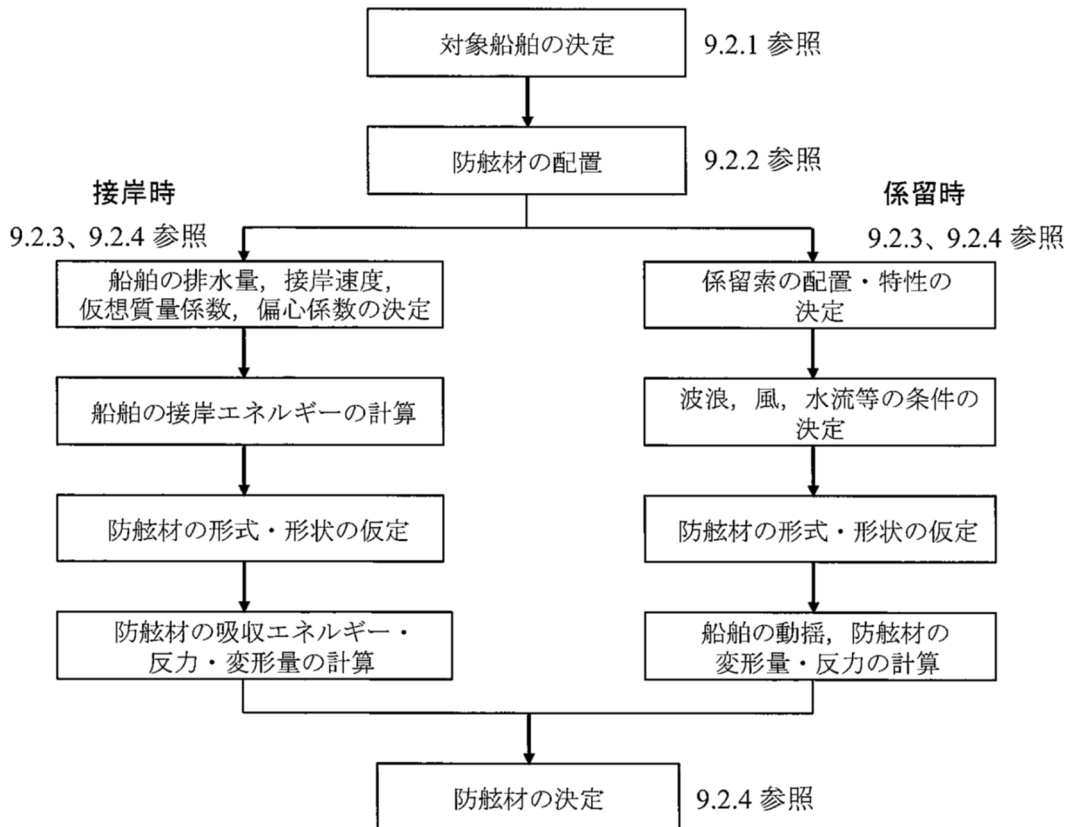 対象船舶の決定
9.2.1 参照
防舷材の配置
9.2.2 参照
接岸時
9.2.3、9.2.4 参照
船舶の排水量，接岸速度，
仮想質量係数，偏心係数の決定
船舶の接岸エネルギーの計算
防舷材の形式・形状の仮定
防舷材の吸収エネルギー・
反力・変形量の計算
係留時
9.2.3、9.2.4 参照
係留索の配置・特性の
決定
波浪，風，水流等の条件の
決定
防舷材の形式・形状の仮定
船舶の動揺，防舷材の
変形量・反力の計算
防舷材の決定
9.2.4 参照